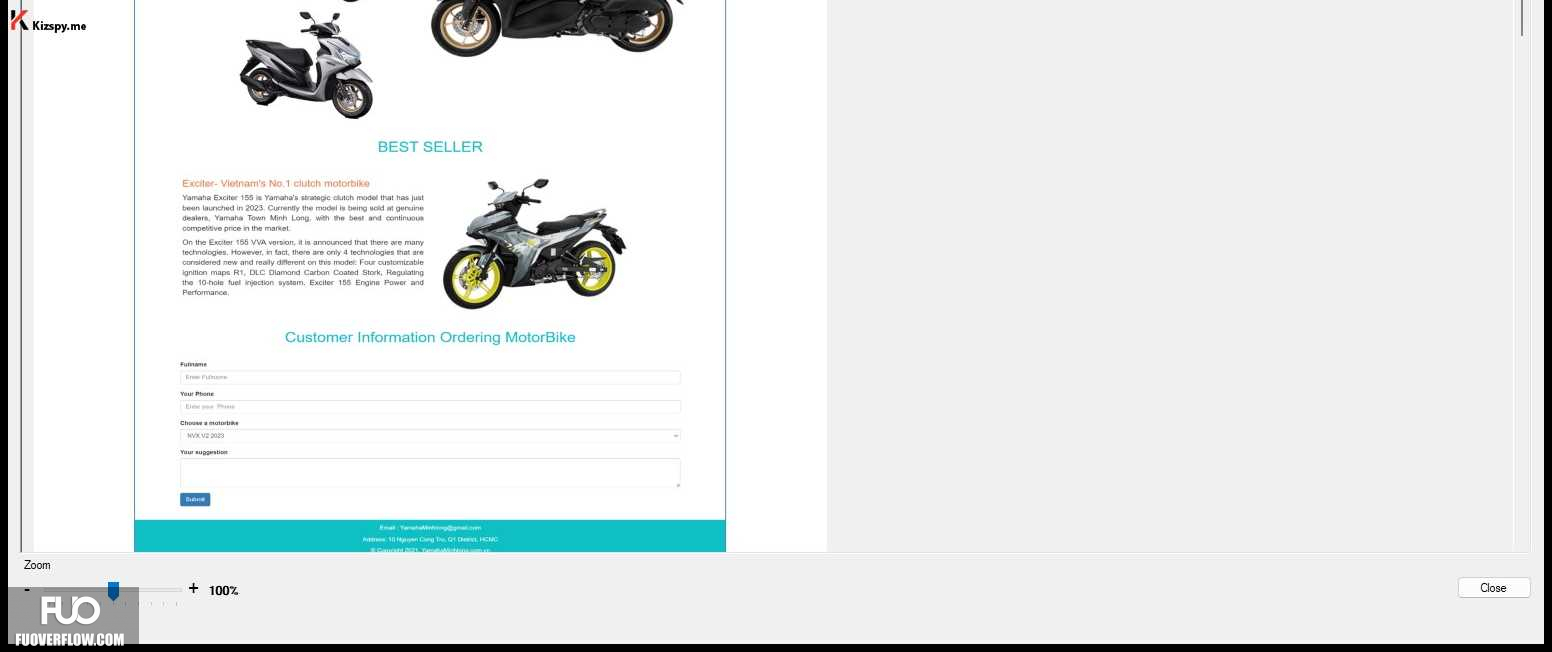 Kizspy.me
BEST SELLER
Exciter- Vietnam's No.1 clutch motorbike
Yamaha Exciter 155 is Yamaha's strategic clutch model that has just
been launched in 2023. Currently the model is being sold at genuine
dealers, Yamaha Town Minh Long, with the best and continuous
competitive price in the market.
On the Exciter 155 VVA version, it is announced that there are many
technologies. However, in fact, there are only 4 technologies that are
considered new and really different on this model: Four customizable
ignition maps R1, DLC Diamond Carbon Coated Stork, Regulating
the 10-hole fuel injection system. Exciter 155 Engine Power and
Performance.
Customer Information Ordering MotorBike
Fullname
Enter Fullname
Your Phone
Enter your Phone
Choose a motorbike
NVX V2 2023
Your suggestion
Submit
Email : YamahaMinhlong@gmail.com
Address: 10 Nguyen Cong Tru, Q1 District, HCMC
© Copyright 2021. YamahaMinhlong.com.vn
Zoom
- + 100%
Close
FUO
FUOVERFLOW.COM